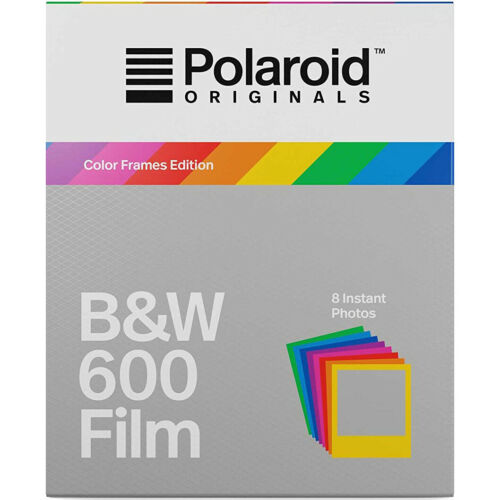 Polaroid™
ORIGINALS
Color Frames Edition
8 Instant
Photos
B&W
600
Film